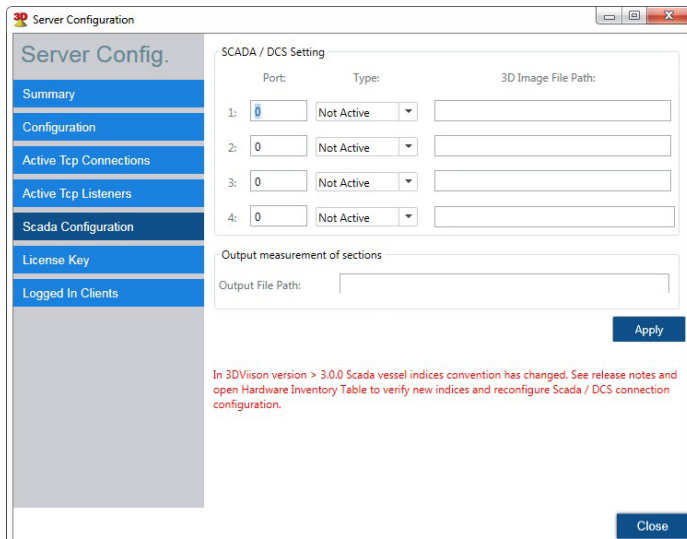 3D Server Configuration
Server Config.
Summary
Configuration
Active Tcp Connections
Active Tcp Listeners
Scada Configuration
License Key
Logged In Clients
SCADA / DCS Setting
Port: Type: 3D Image File Path:
1: 0 Not Active
2: 0 Not Active
3: 0 Not Active
4: 0 Not Active
Output measurement of sections
Output File Path:
Apply
In 3DViison version > 3.0.0 Scada vessel indices convention has changed. See release notes and
open Hardware Inventory Table to verify new indices and reconfigure Scada / DCS connection
configuration.
Close